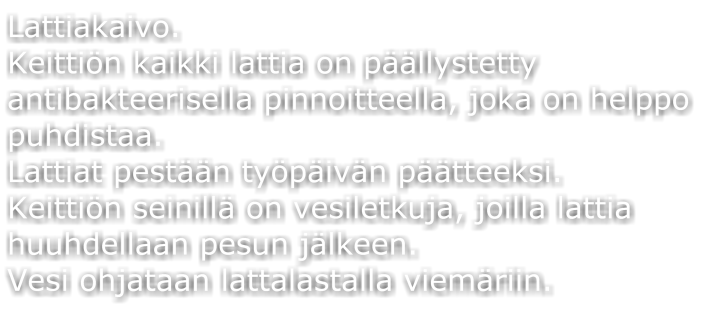 Lattiakaivo.
Keittiön kaikki lattia on päällystetty
antibakteerisella pinnoitteella, joka on helppo
puhdistaa.
Lattiat pestään työpäivän päätteeksi.
Keittiön seinillä on vesiletkuja, joilla lattia
huuhdellaan pesun jälkeen.
Vesi ohjataan lattalastalla viemäriin.